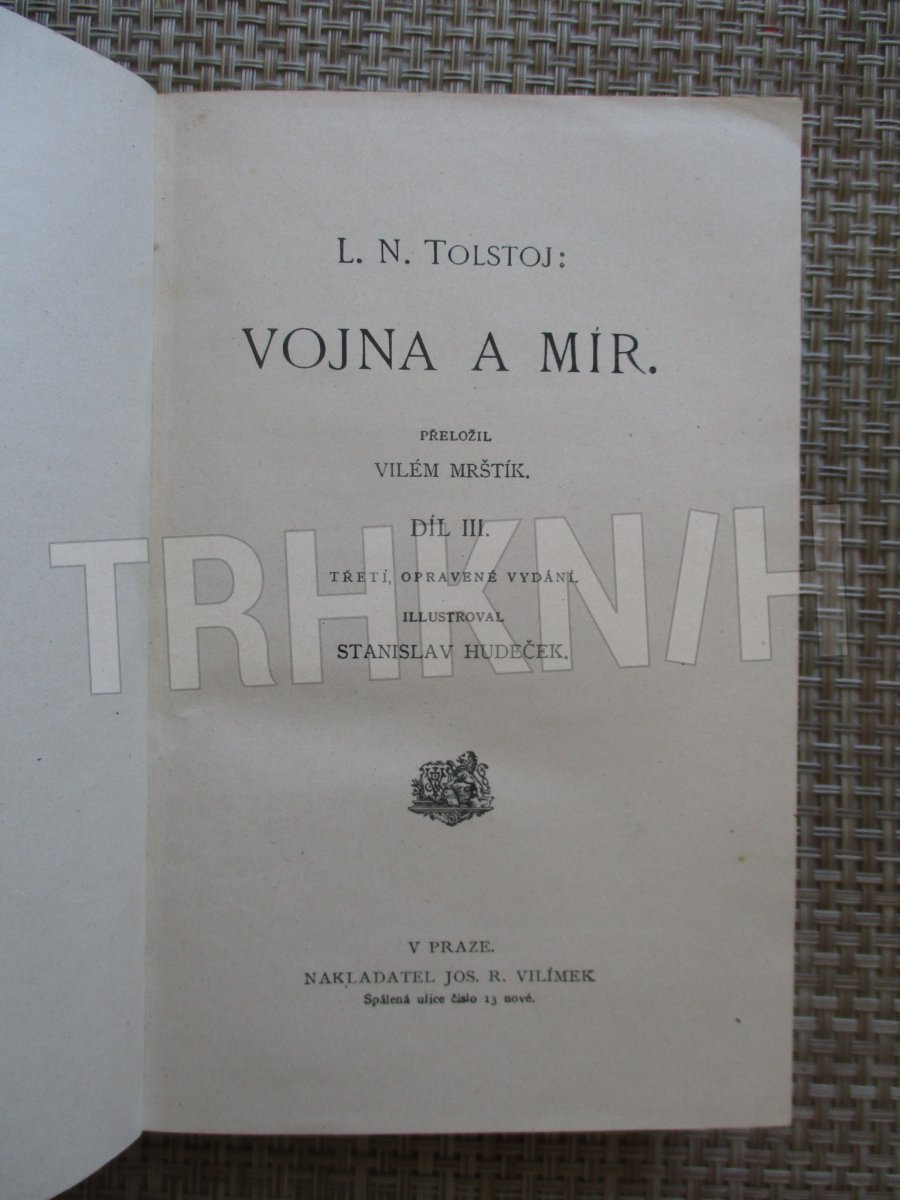 L. N. TOLSTOJ:
VOJNA A MÍR.
PŘELOŽIL
VILÉM MRŠTÍK.
DÍL III.
TRHKNIH
TŘETÍ, OPRAVENÉ VYDÁNÍ.
ILLUSTROVAL
STANISLAV HUDEČEK.
V PRAZE.
NAKLADATEL JOS. R. VILÍMEK
Spálená ulice číslo 13 nové.